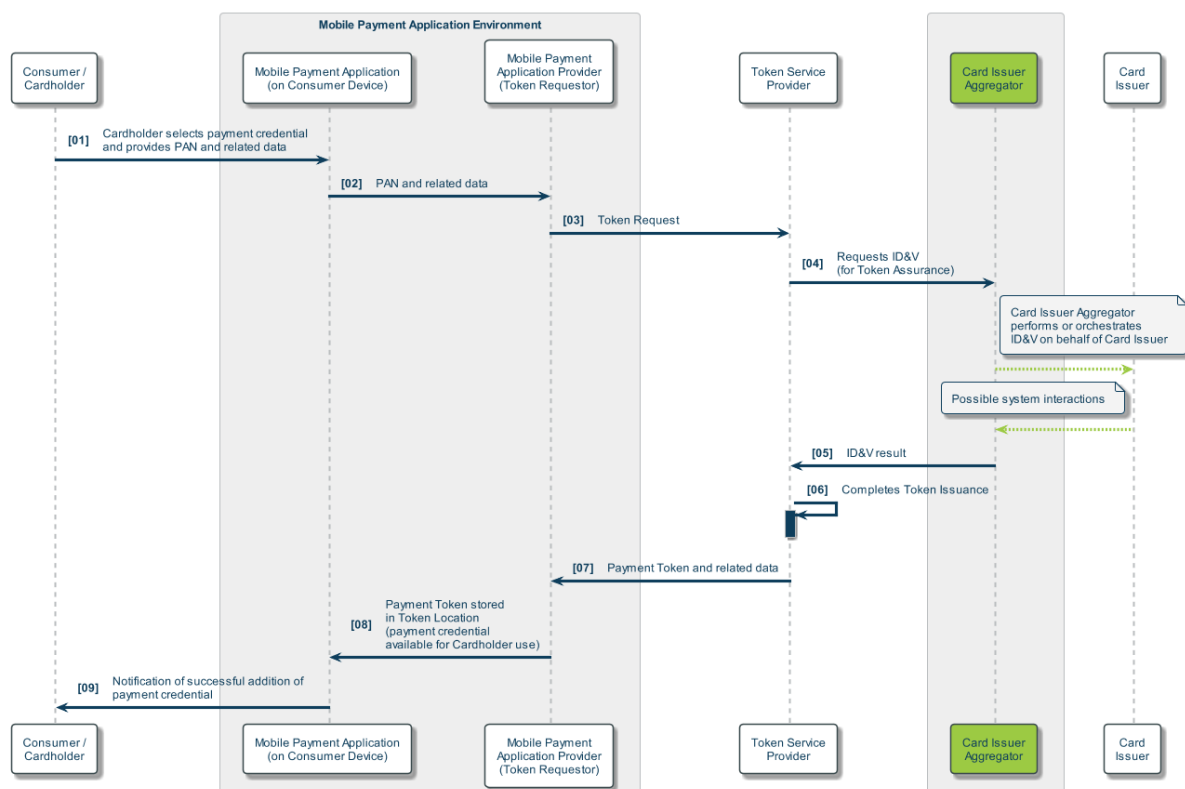 Mobile Payment Application Environment
Consumer /
Cardholder
Mobile Payment Application
(on Consumer Device)
Mobile Payment
Application Provider
(Token Requestor)
Token Service
Provider
Card Issuer
Aggregator
Card
Issuer
[01] Cardholder selects payment credential
and provides PAN and related data
[02] PAN and related data
[03] Token Request
[04] Requests ID&V
(for Token Assurance)
Card Issuer Aggregator
performs or orchestrates
ID&V on behalf of Card Issuer
Possible system interactions
[05] ID&V result
[06] Completes Token Issuance
[07] Payment Token and related data
[08] Payment Token stored
in Token Location
(payment credential
available for Cardholder use)
[09] Notification of successful addition of
payment credential
Consumer /
Cardholder
Mobile Payment Application
(on Consumer Device)
Mobile Payment
Application Provider
(Token Requestor)
Token Service
Provider
Card Issuer
Aggregator
Card
Issuer